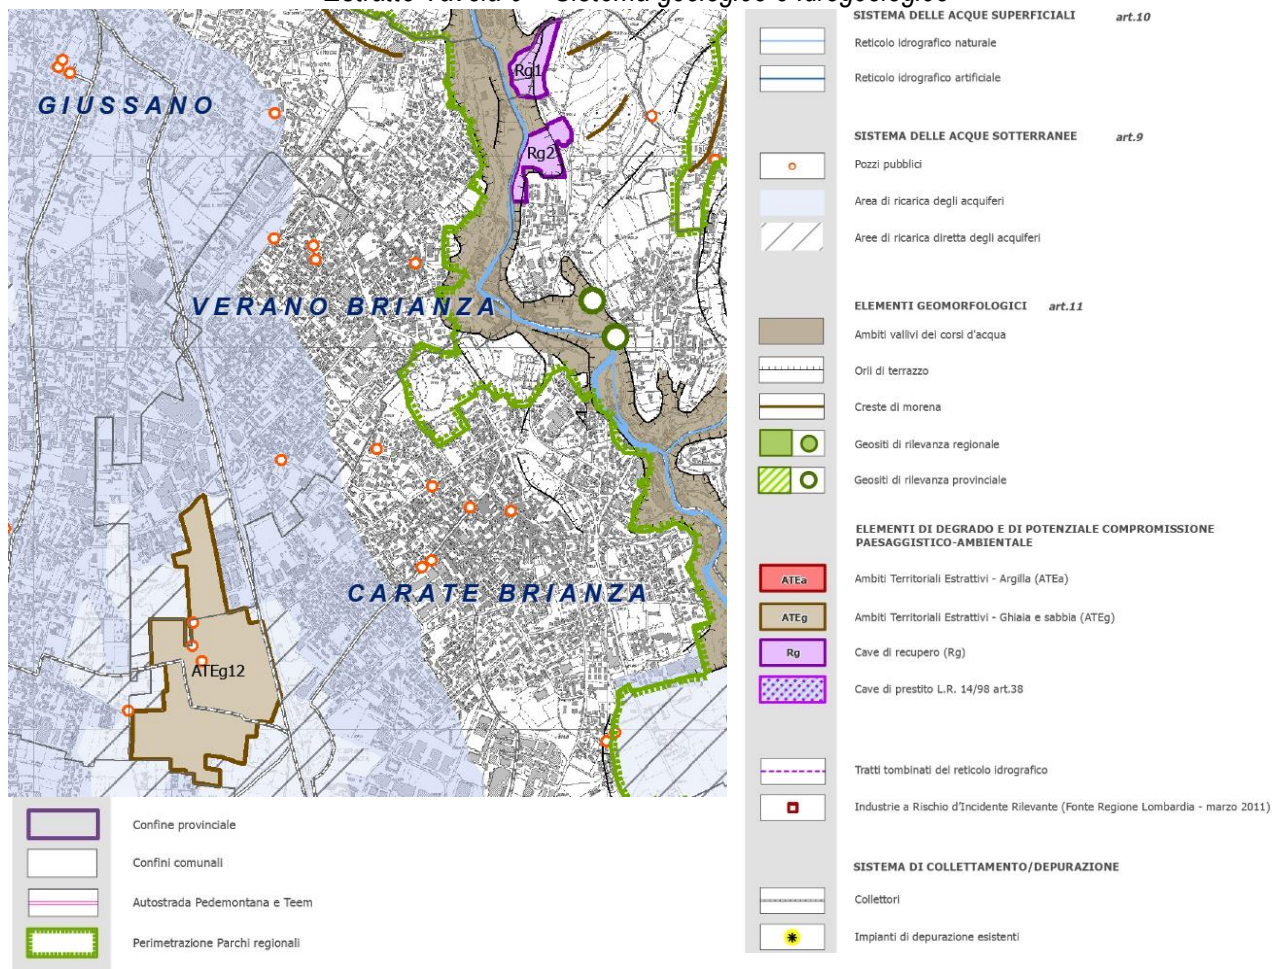 Estratto Tavola 9 – Sistema geologico e idrogeologico
GIUSSANO
VERANO BRIANZA
CARATE BRIANZA
Rg1
Rg2
ATEg12
SISTEMA DELLE ACQUE SUPERFICIALI art.10
Reticolo idrografico naturale
Reticolo idrografico artificiale
SISTEMA DELLE ACQUE SOTTERRANEE art.9
Pozzi pubblici
Area di ricarica degli acquiferi
Aree di ricarica diretta degli acquiferi
ELEMENTI GEOMORFOLOGICI art.11
Ambiti vallivi dei corsi d'acqua
Orli di terrazzo
Creste di morena
Geositi di rilevanza regionale
Geositi di rilevanza provinciale
ELEMENTI DI DEGRADO E DI POTENZIALE COMPROMISSIONE
PAESAGGISTICO-AMBIENTALE
ATEa Ambiti Territoriali Estrattivi - Argilla (ATEa)
ATEg Ambiti Territoriali Estrattivi - Ghiaia e sabbia (ATEg)
Rg Cave di recupero (Rg)
Cave di prestito L.R. 14/98 art.38
Tratti tombinati del reticolo idrografico
Industrie a Rischio d'Incidente Rilevante (Fonte Regione Lombardia - marzo 2011)
SISTEMA DI COLLETTAMENTO/DEPURAZIONE
Collettori
Impianti di depurazione esistenti
Confine provinciale
Confini comunali
Autostrada Pedemontana e Teem
Perimetrazione Parchi regionali